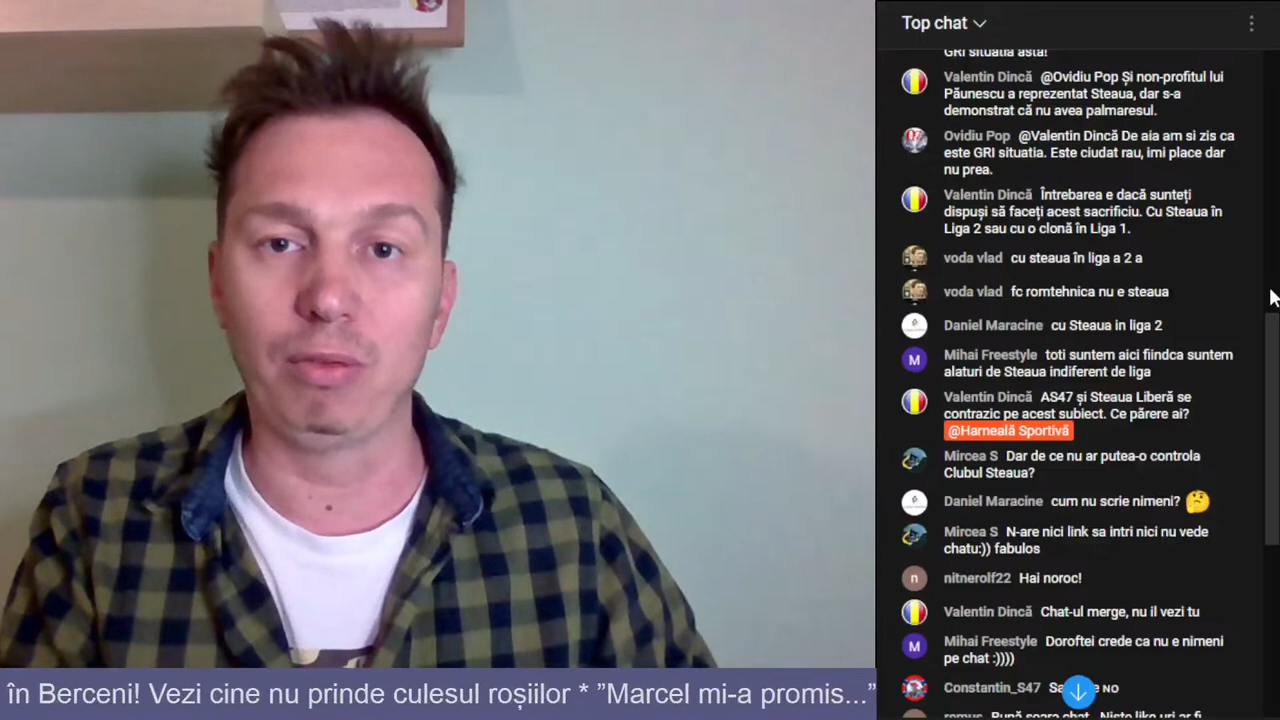 Top chat
GRI situatia asta!
Valentin Dincă @Ovidiu Pop Și non-profitul lui
Păunescu a reprezentat Steaua, dar s-a
demonstrat că nu avea palmaresul.
Ovidiu Pop @Valentin Dincă De aia am si zis ca
este GRI situatia. Este ciudat rau, imi place dar
nu prea.
Valentin Dincă Întrebarea e dacă sunteți
dispuși să faceți acest sacrificiu. Cu Steaua în
Liga 2 sau cu o clonă în Liga 1.
voda vlad cu steaua în liga a 2 a
voda vlad fc romtehnica nu e steaua
Daniel Maracine cu Steaua in liga 2
M
Mihai Freestyle toti suntem aici fiindca suntem
alaturi de Steaua indiferent de liga
Valentin Dincă AS47 și Steaua Liberă se
contrazic pe acest subiect. Ce părere ai?
@Harneală Sportivă
Mircea S Dar de ce nu ar putea-o controla
Clubul Steaua?
Daniel Maracine cum nu scrie nimeni? 🤔
Mircea S N-are nici link sa intri nici nu vede
chatu:)) fabulos
n
nitnerolf22 Hai noroc!
Valentin Dincă Chat-ul merge, nu il vezi tu
M
Mihai Freestyle Doroftei crede ca nu e nimeni
pe chat :))))
Constantin_S47
romus Bună seara chat. Niste like uri ar fi
în Berceni! Vezi cine nu prinde culesul roșiilor * ”Marcel mi-a promis...”